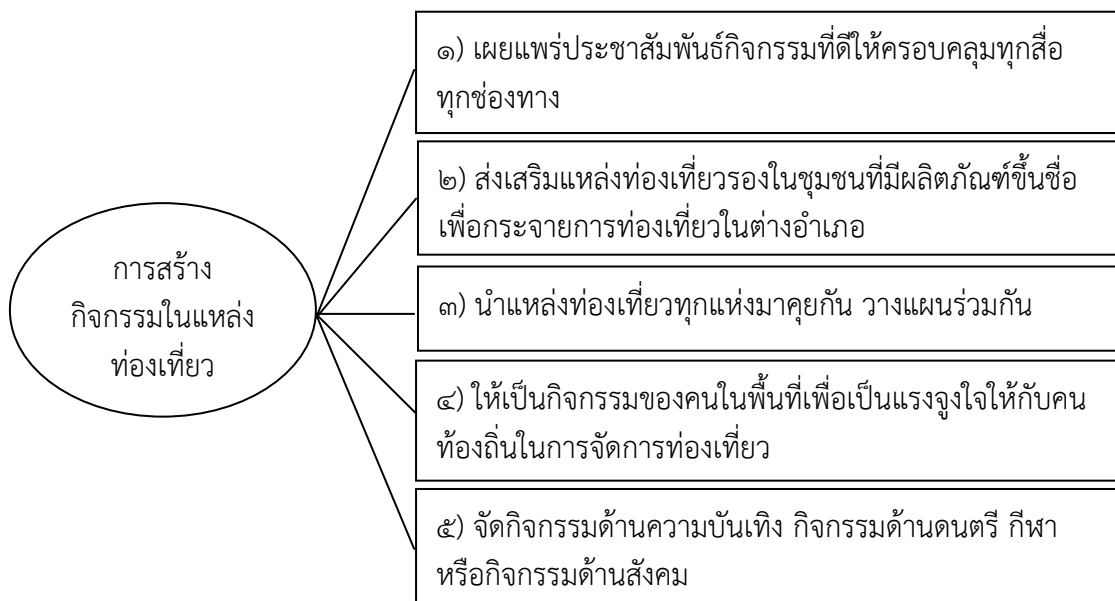 การสร้าง
กิจกรรมในแหล่ง
ท่องเที่ยว
๑) เผยแพร่ประชาสัมพันธ์กิจกรรมที่ดีให้ครอบคลุมทุกสื่อ
ทุกช่องทาง
๒) ส่งเสริมแหล่งท่องเที่ยวรองในชุมชนที่มีผลิตภัณฑ์ขึ้นชื่อ
เพื่อกระจายการท่องเที่ยวในต่างอำเภอ
๓) นำแหล่งท่องเที่ยวทุกแห่งมาคุยกัน วางแผนร่วมกัน
๔) ให้เป็นกิจกรรมของคนในพื้นที่เพื่อเป็นแรงจูงใจให้กับคน
ท้องถิ่นในการจัดการท่องเที่ยว
๕) จัดกิจกรรมด้านความบันเทิง กิจกรรมด้านดนตรี กีฬา
หรือกิจกรรมด้านสังคม